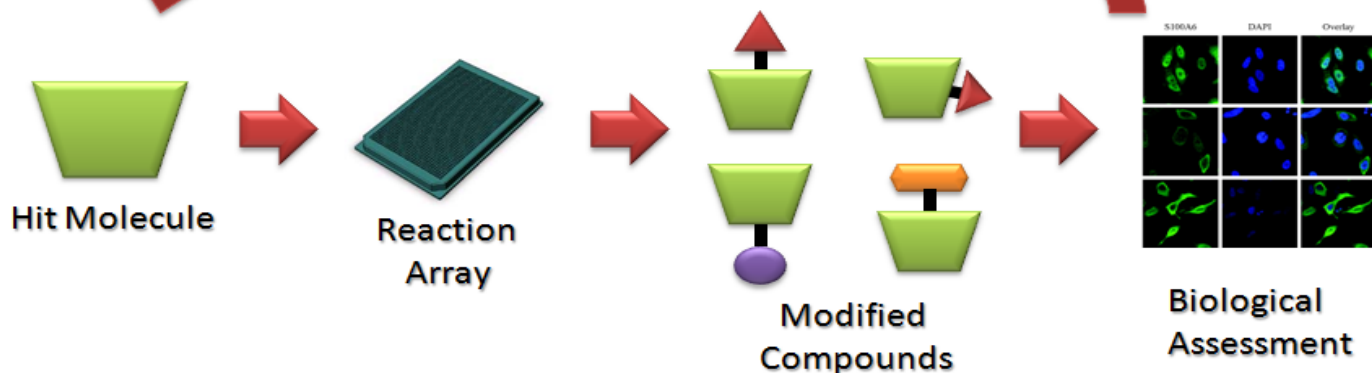 S100A6 DAPI Overlay
Hit Molecule
Reaction
Array
Modified
Compounds
Biological
Assessment